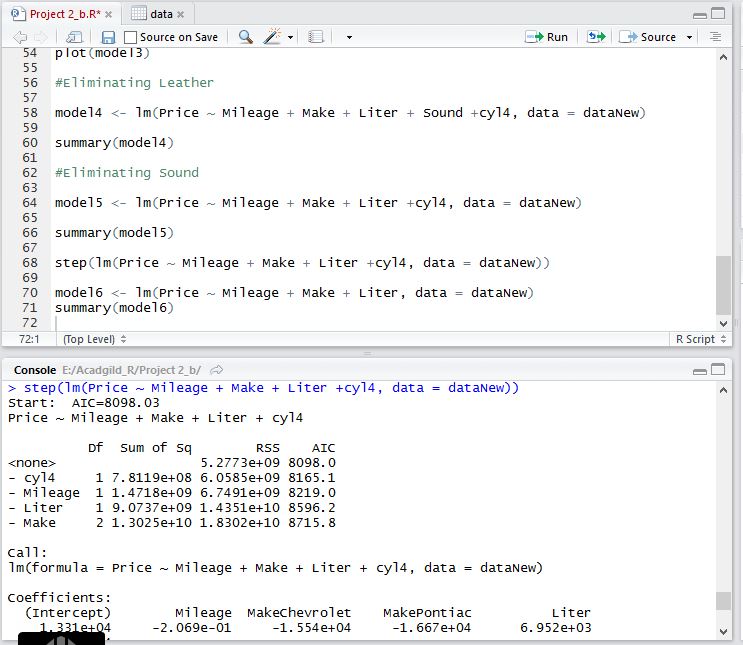 Project 2_b.R* × data ×
Source on Save Run Source
54 plot(model3)
55
56 #Eliminating Leather
57
58 model4 <- lm(Price ~ Mileage + Make + Liter + Sound +cyl4, data = dataNew)
59
60 summary(model4)
61
62 #Eliminating Sound
63
64 model5 <- lm(Price ~ Mileage + Make + Liter +cyl4, data = dataNew)
65
66 summary(model5)
67
68 step(lm(Price ~ Mileage + Make + Liter +cyl4, data = dataNew))
69
70 model6 <- lm(Price ~ Mileage + Make + Liter, data = dataNew)
71 summary(model6)
72
72:1 (Top Level) R Script
Console E:/Acadgild_R/Project 2_b/
> step(lm(Price ~ Mileage + Make + Liter +cyl4, data = dataNew))
Start: AIC=8098.03
Price ~ Mileage + Make + Liter + cyl4
Df Sum of Sq RSS AIC
<none> 5.2773e+09 8098.0
- cyl4 1 7.8119e+08 6.0585e+09 8165.1
- Mileage 1 1.4718e+09 6.7491e+09 8219.0
- Liter 1 9.0737e+09 1.4351e+10 8596.2
- Make 2 1.3025e+10 1.8302e+10 8715.8
Call:
lm(formula = Price ~ Mileage + Make + Liter + cyl4, data = dataNew)
Coefficients:
(Intercept) Mileage MakeChevrolet MakePontiac Liter
1.331e+04 -2.069e-01 -1.554e+04 -1.667e+04 6.952e+03